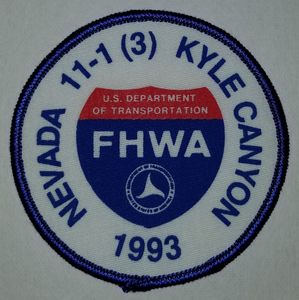 NEVADA 11-1 (3) KYLE CANYON
U.S. DEPARTMENT
OF TRANSPORTATION
FHWA
1993